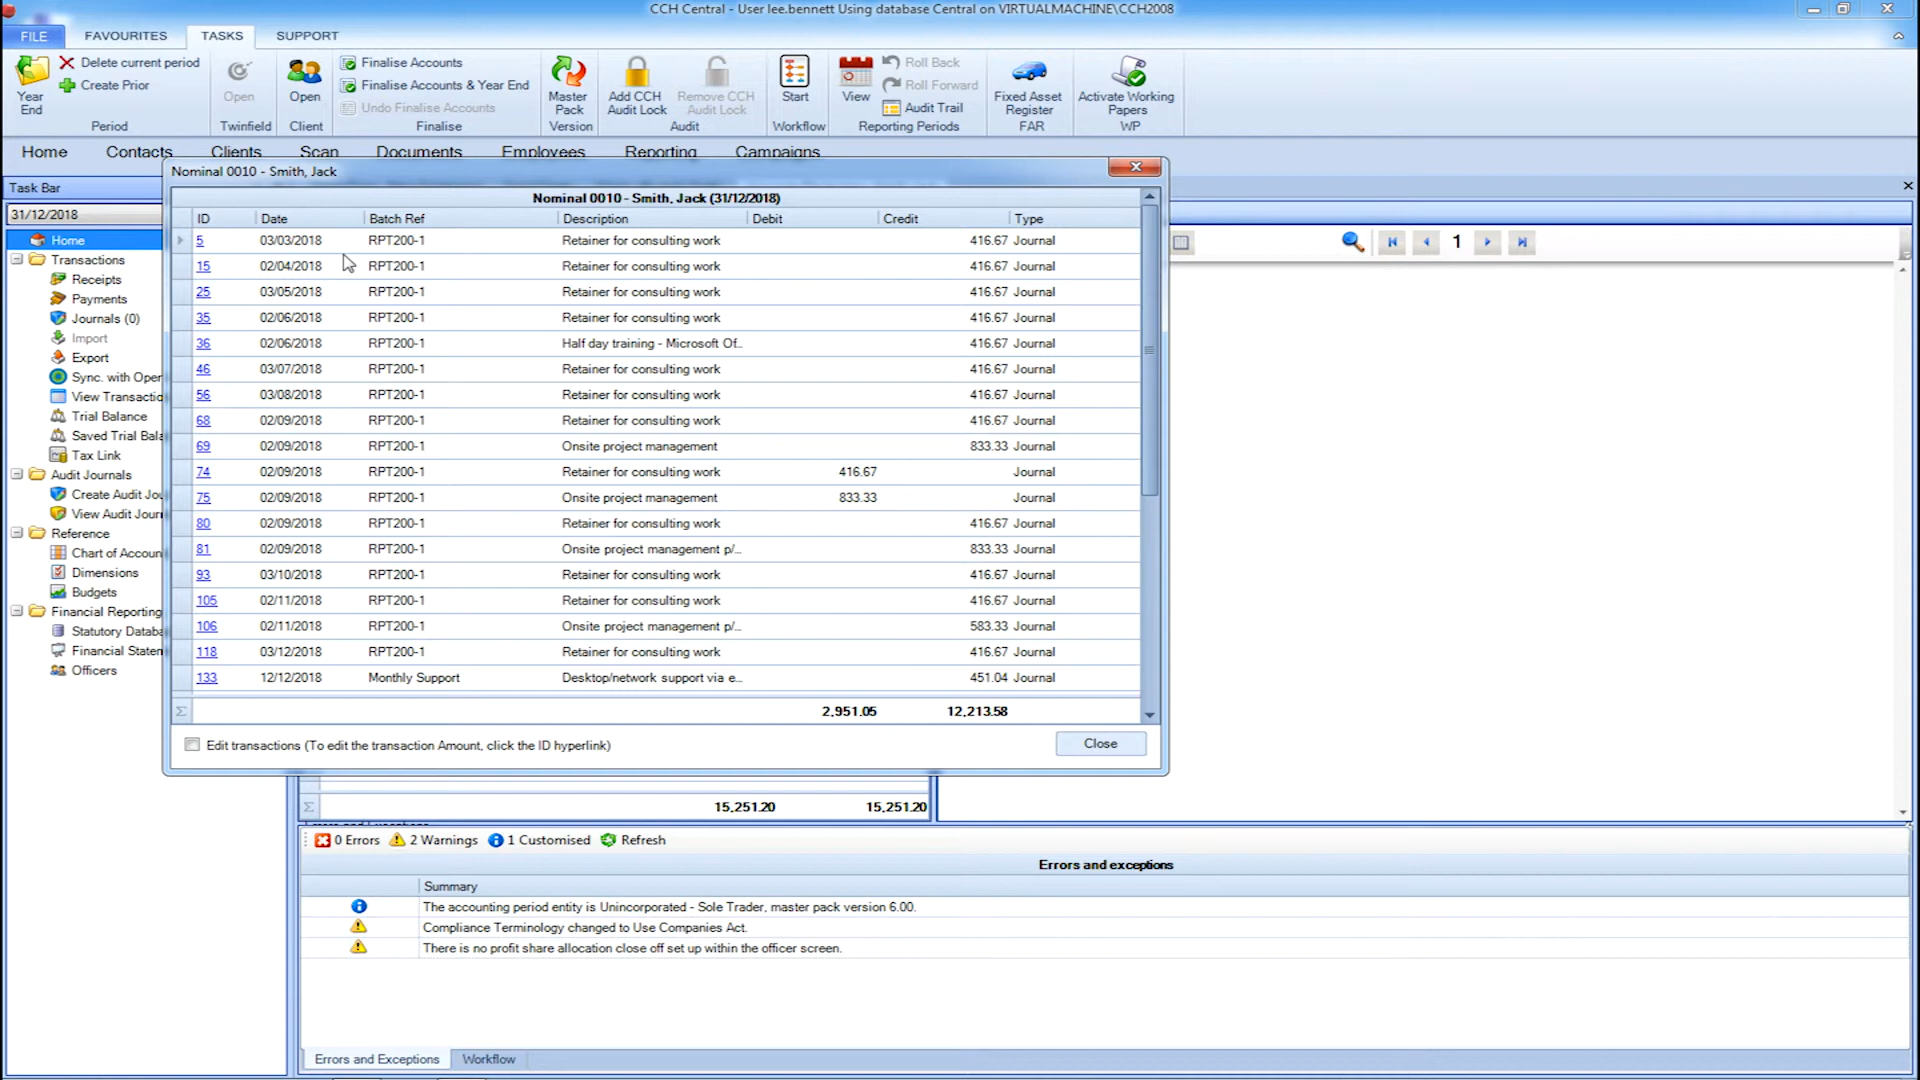 CCH Central - User lee.bennett Using database Central on VIRTUALMACHINE\CCH2008
FILE FAVOURITES TASKS SUPPORT
Year End
Delete current period
Create Prior
Period
Open
Twinfield
Open
Client
Finalise Accounts
Finalise Accounts & Year End
Undo Finalise Accounts
Finalise
Master Pack
Version
Add CCH Audit Lock
Remove CCH Audit Lock
Audit
Start
Workflow
View
Roll Back
Roll Forward
Audit Trail
Reporting Periods
Fixed Asset Register
FAR
Activate Working Papers
WP
Home Contacts Clients Scan Documents Employees Reporting Campaigns
Task Bar
31/12/2018
Home
Transactions
Receipts
Payments
Journals (0)
Import
Export
Sync. with Oper
View Transactio
Trial Balance
Saved Trial Bala
Tax Link
Audit Journals
Create Audit Jou
View Audit Journ
Reference
Chart of Accoun
Dimensions
Budgets
Financial Reporting
Statutory Databa
Financial Staten
Officers
Nominal 0010 - Smith, Jack
Nominal 0010 - Smith, Jack (31/12/2018)
ID Date Batch Ref Description Debit Credit Type
5 03/03/2018 RPT200-1 Retainer for consulting work 416.67 Journal
15 02/04/2018 RPT200-1 Retainer for consulting work 416.67 Journal
25 03/05/2018 RPT200-1 Retainer for consulting work 416.67 Journal
35 02/06/2018 RPT200-1 Retainer for consulting work 416.67 Journal
36 02/06/2018 RPT200-1 Half day training - Microsoft Of... 416.67 Journal
46 03/07/2018 RPT200-1 Retainer for consulting work 416.67 Journal
56 03/08/2018 RPT200-1 Retainer for consulting work 416.67 Journal
68 02/09/2018 RPT200-1 Retainer for consulting work 416.67 Journal
69 02/09/2018 RPT200-1 Onsite project management 833.33 Journal
74 02/09/2018 RPT200-1 Retainer for consulting work 416.67 Journal
75 02/09/2018 RPT200-1 Onsite project management 833.33 Journal
80 02/09/2018 RPT200-1 Retainer for consulting work 416.67 Journal
81 02/09/2018 RPT200-1 Onsite project management p/... 833.33 Journal
93 03/10/2018 RPT200-1 Retainer for consulting work 416.67 Journal
105 02/11/2018 RPT200-1 Retainer for consulting work 416.67 Journal
106 02/11/2018 RPT200-1 Onsite project management p/... 583.33 Journal
118 03/12/2018 RPT200-1 Retainer for consulting work 416.67 Journal
133 12/12/2018 Monthly Support Desktop/network support via e... 451.04 Journal
Σ 2,951.05 12,213.58
Edit transactions (To edit the transaction Amount, click the ID hyperlink)
Close
1
Σ 15,251.20 15,251.20
0 Errors 2 Warnings 1 Customised Refresh
Errors and exceptions
Summary
The accounting period entity is Unincorporated - Sole Trader, master pack version 6.00.
Compliance Terminology changed to Use Companies Act.
There is no profit share allocation close off set up within the officer screen.
Errors and Exceptions Workflow